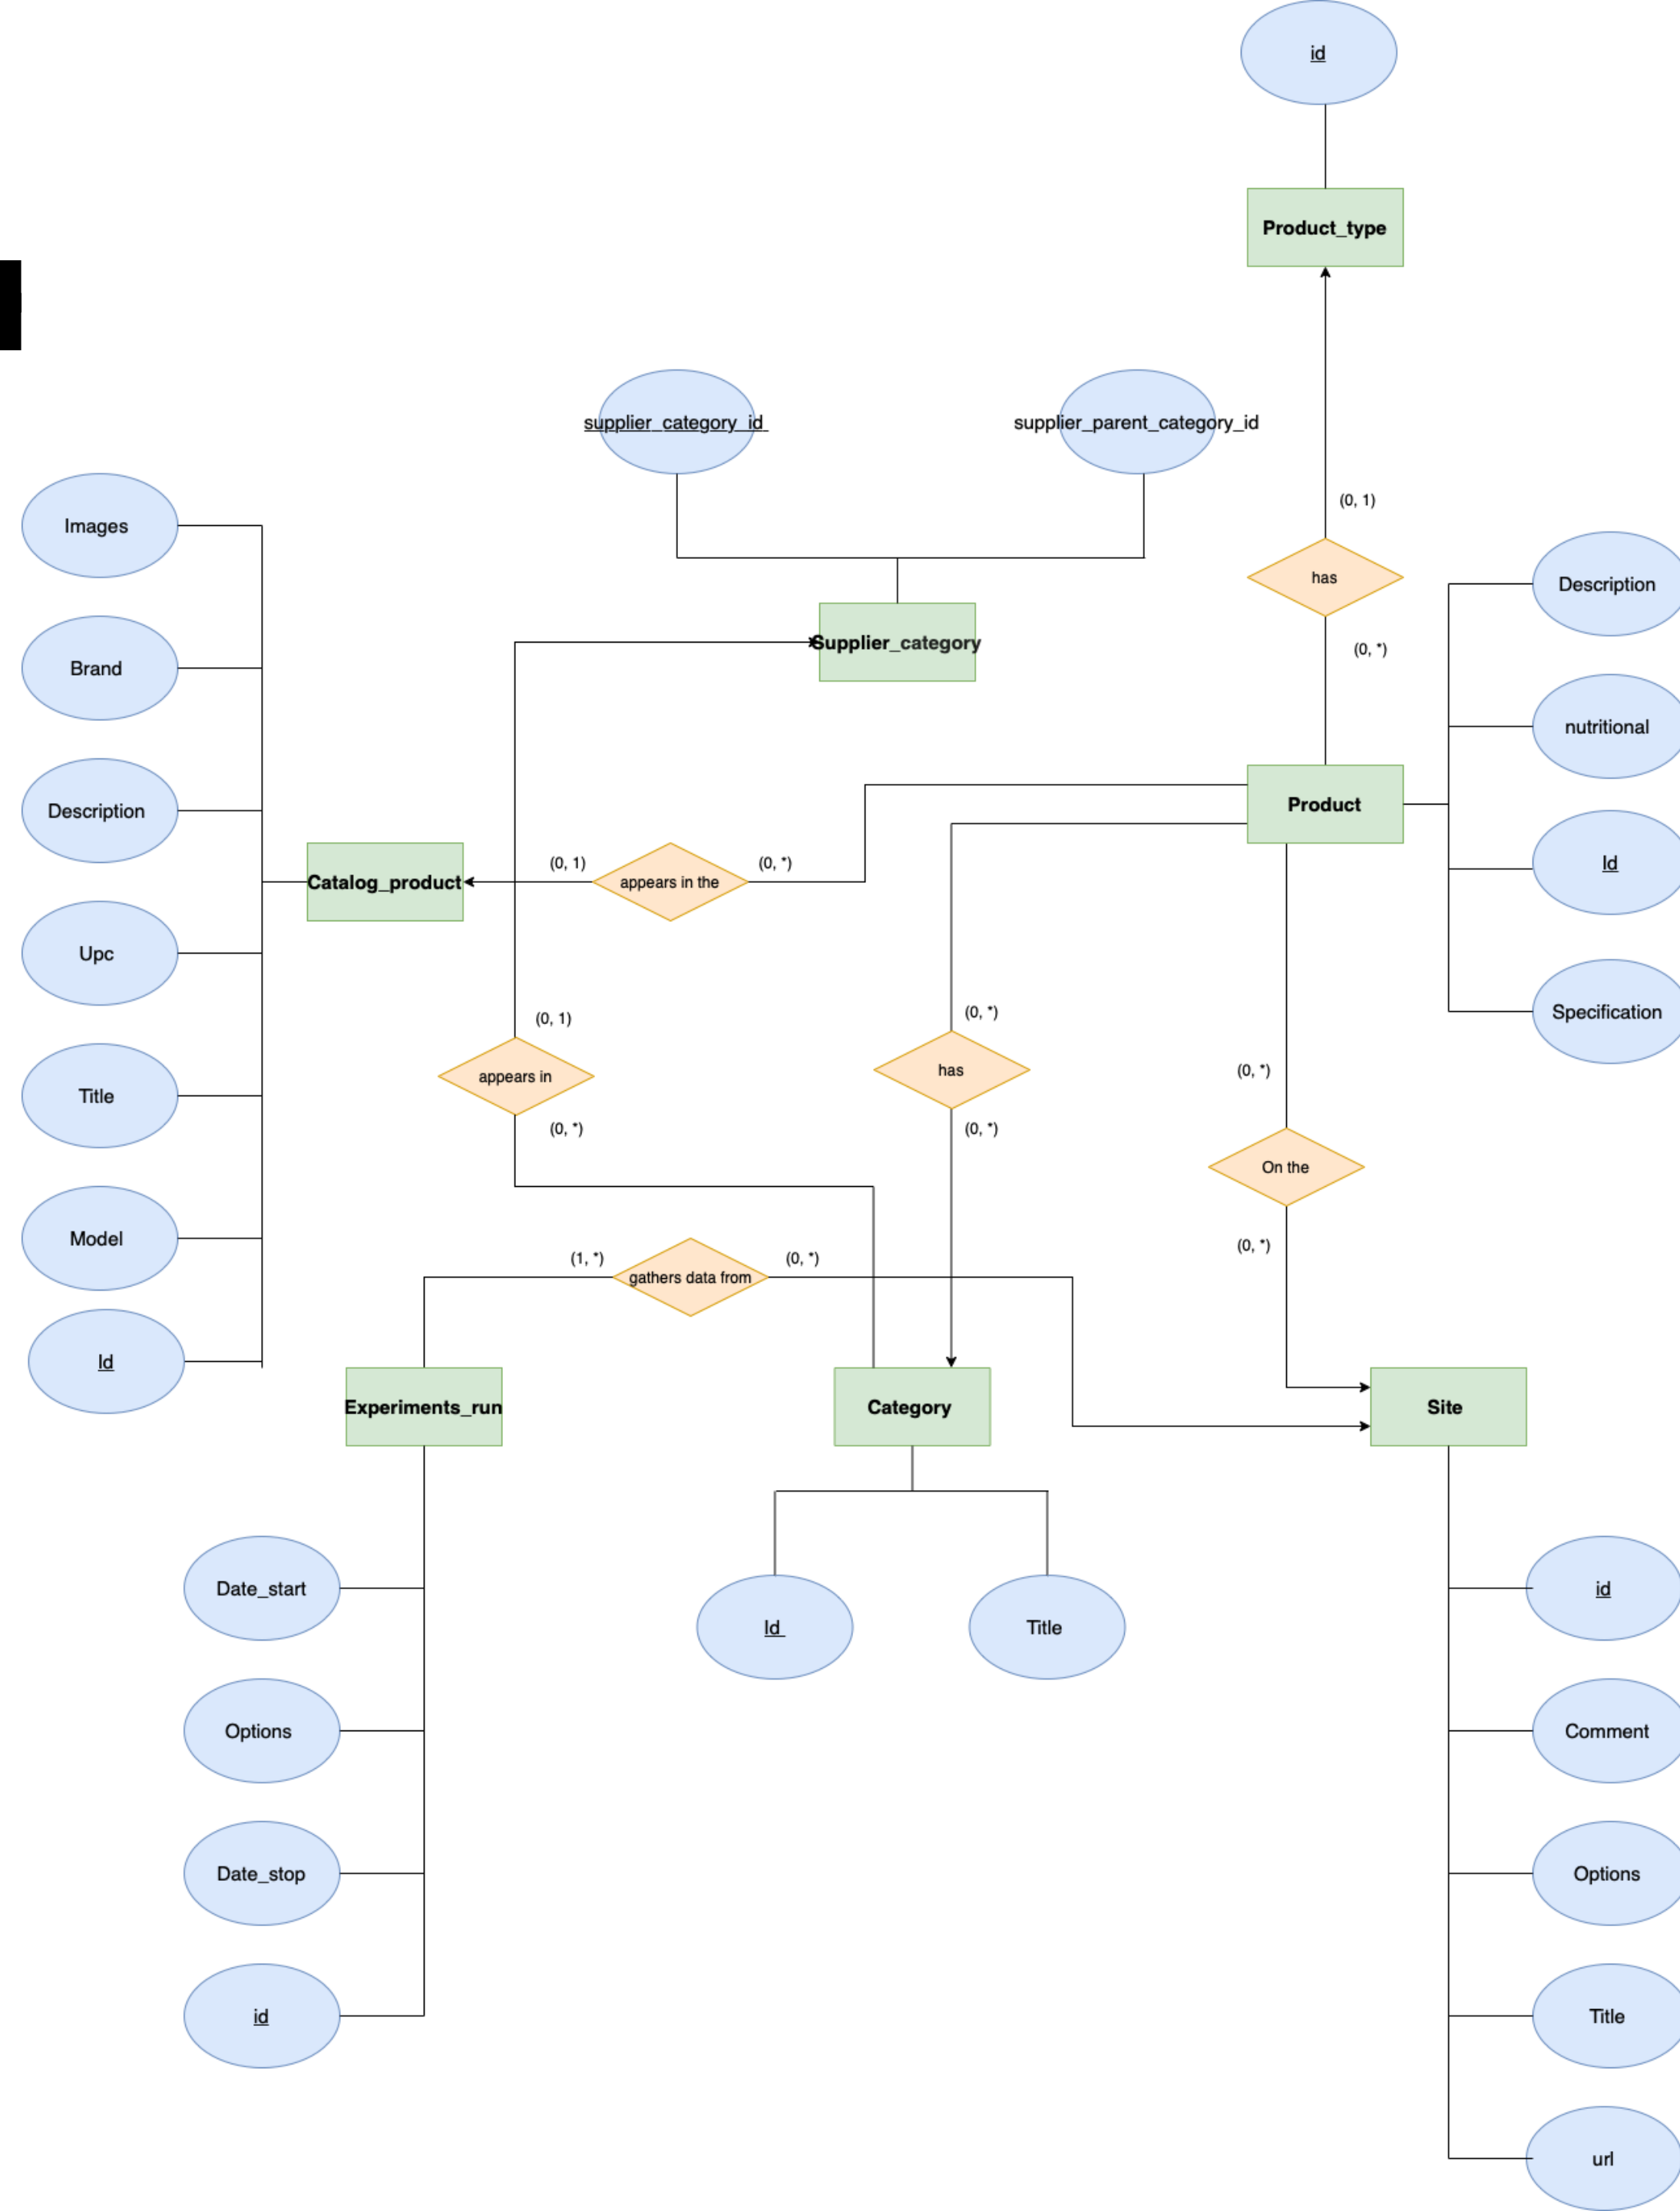 id
Product_type
supplier_category_id
supplier_parent_category_id
(0, 1)
Images
has
Description
Supplier_category
(0, *)
Brand
nutritional
Product
Description
Catalog_product
(0, 1)
appears in the
(0, *)
Id
Upc
(0, 1)
(0, *)
Specification
appears in
has
(0, *)
Title
(0, *)
(0, *)
On the
Model
(0, *)
(1, *)
gathers data from
(0, *)
Id
Experiments_run
Category
Site
Date_start
Id
Title
id
Options
Comment
Date_stop
Options
id
Title
url